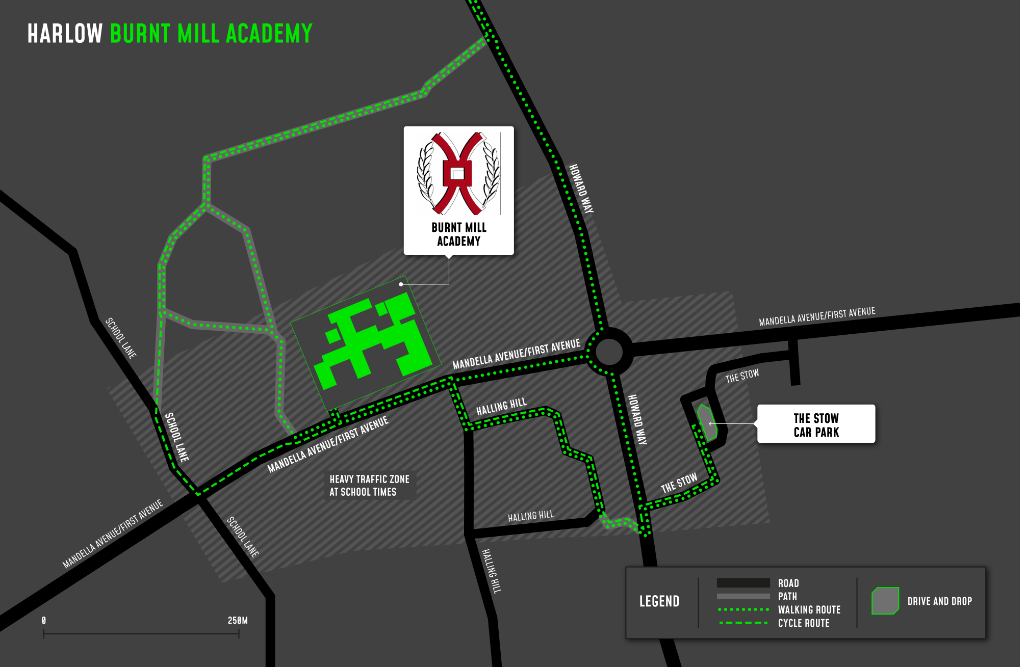 HARLOW BURNT MILL ACADEMY
BURNT MILL
ACADEMY
HOWARD WAY
MANDELLA AVENUE/FIRST AVENUE
SCHOOL LANE
MANDELLA AVENUE/FIRST AVENUE
THE STOW
HALLING HILL
HOWARD WAY
SCHOOL LANE
MANDELLA AVENUE/FIRST AVENUE
THE STOW
CAR PARK
HEAVY TRAFFIC ZONE
AT SCHOOL TIMES
THE STOW
MANDELLA AVENUE/FIRST AVENUE
SCHOOL LANE
HALLING HILL
HALLING HILL
0
250M
LEGEND
ROAD
PATH
WALKING ROUTE
CYCLE ROUTE
DRIVE AND DROP